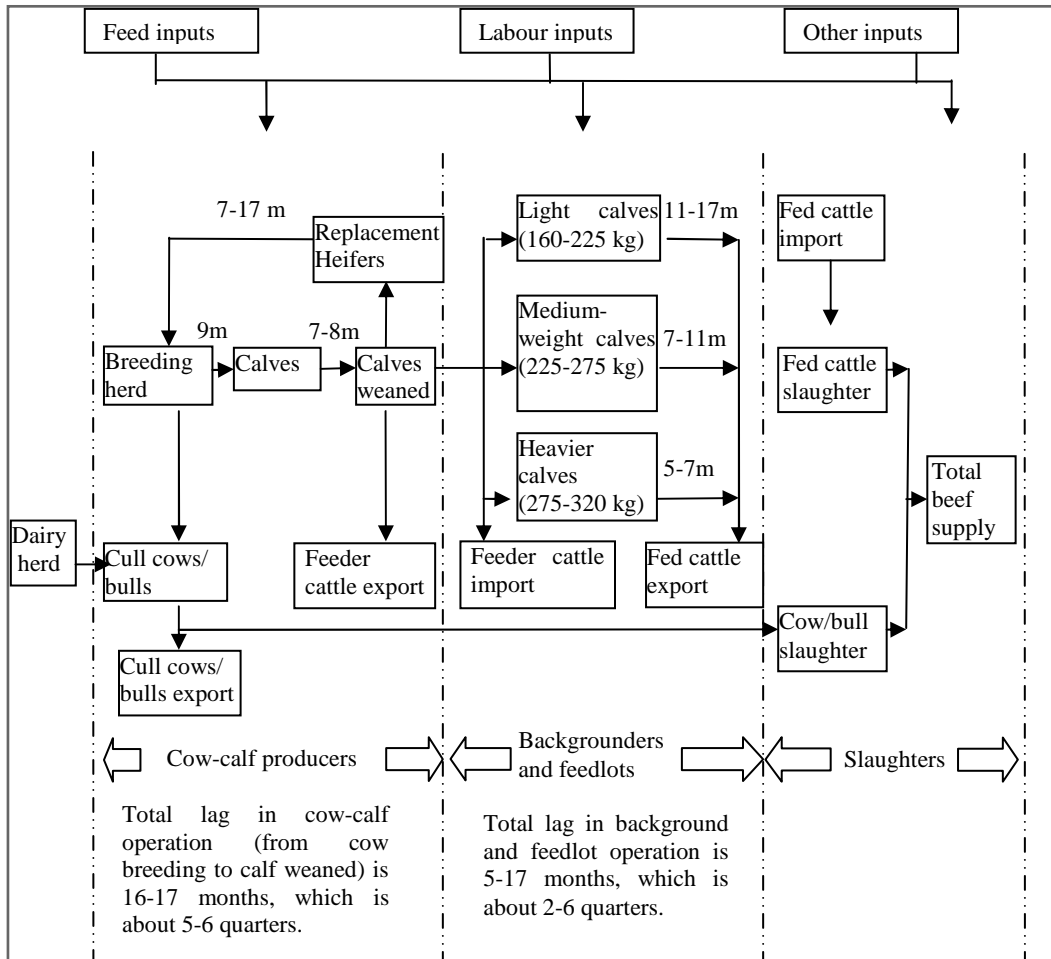 Feed inputs
Labour inputs
Other inputs
7-17 m
Replacement
Heifers
9m
7-8m
Breeding
herd
Calves
Calves
weaned
Dairy
herd
Cull cows/
bulls
Feeder
cattle export
Cull cows/
bulls export
Light calves
(160-225 kg)
11-17m
Medium-
weight calves
(225-275 kg)
7-11m
Heavier
calves
(275-320 kg)
5-7m
Feeder cattle
import
Fed cattle
export
Fed cattle
import
Fed cattle
slaughter
Total
beef
supply
Cow/bull
slaughter
Cow-calf producers
Backgrounders
and feedlots
Slaughters
Total lag in cow-calf
operation (from cow
breeding to calf weaned) is
16-17 months, which is
about 5-6 quarters.
Total lag in background
and feedlot operation is
5-17 months, which is
about 2-6 quarters.